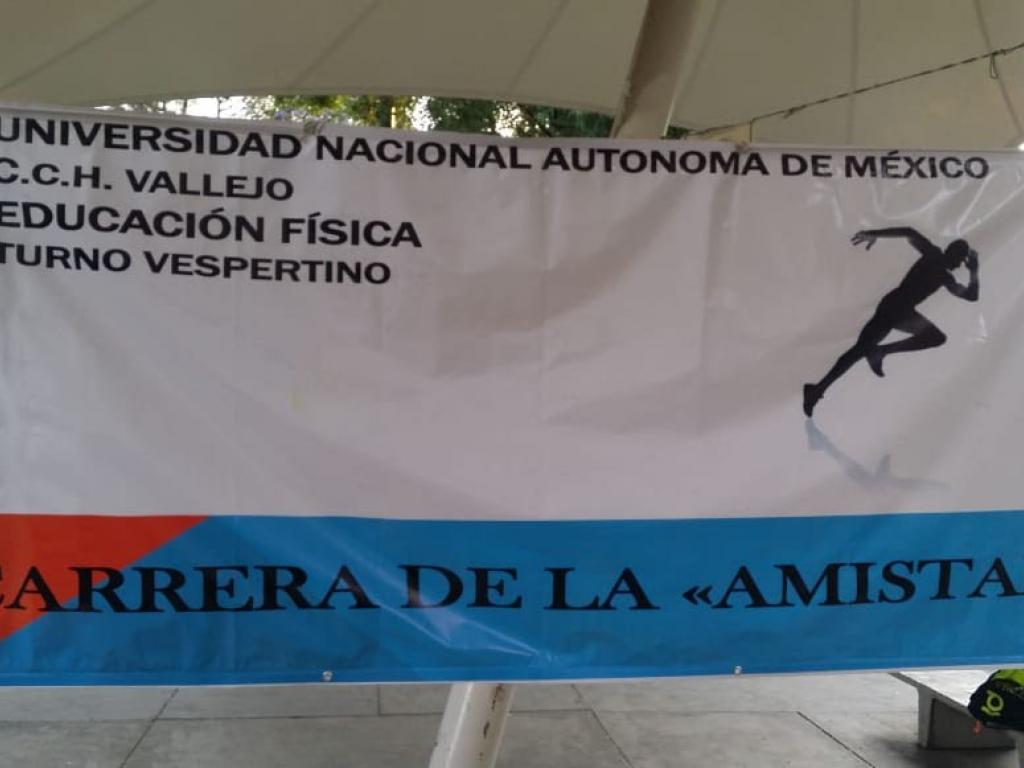 UNIVERSIDAD NACIONAL AUTONOMA DE MÉXICO
C.C.H. VALLEJO
EDUCACIÓN FÍSICA
TURNO VESPERTINO
CARRERA DE LA «AMISTA